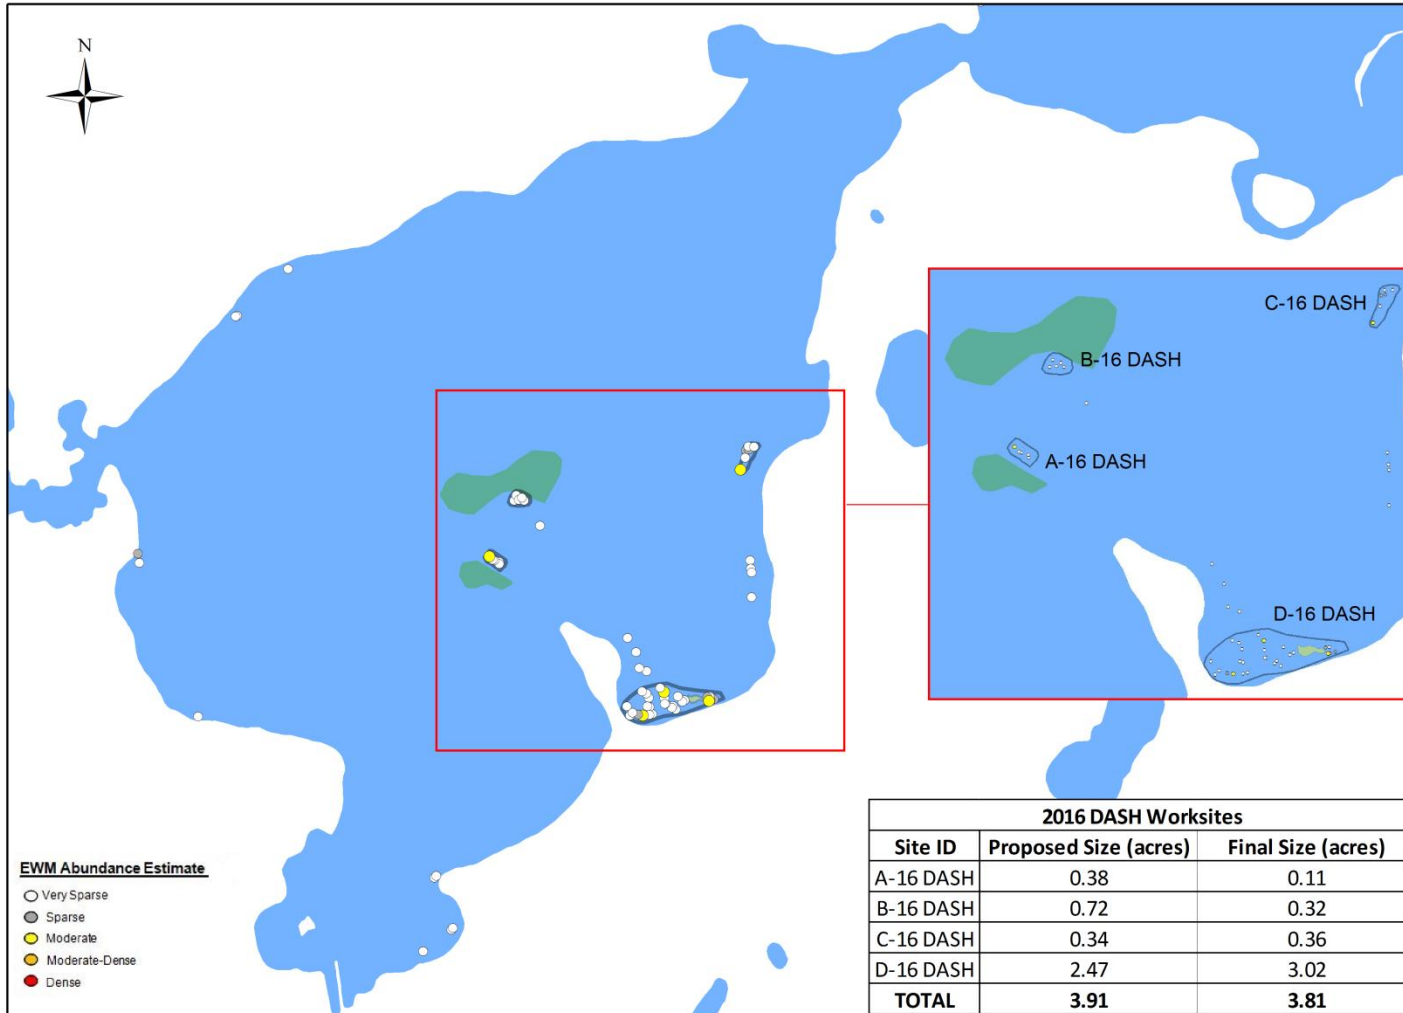 N
C-16 DASH
B-16 DASH
A-16 DASH
D-16 DASH
EWM Abundance Estimate
Very Sparse
Sparse
Moderate
Moderate-Dense
Dense
2016 DASH Worksites
Site ID Proposed Size (acres) Final Size (acres)
A-16 DASH 0.38 0.11
B-16 DASH 0.72 0.32
C-16 DASH 0.34 0.36
D-16 DASH 2.47 3.02
TOTAL 3.91 3.81